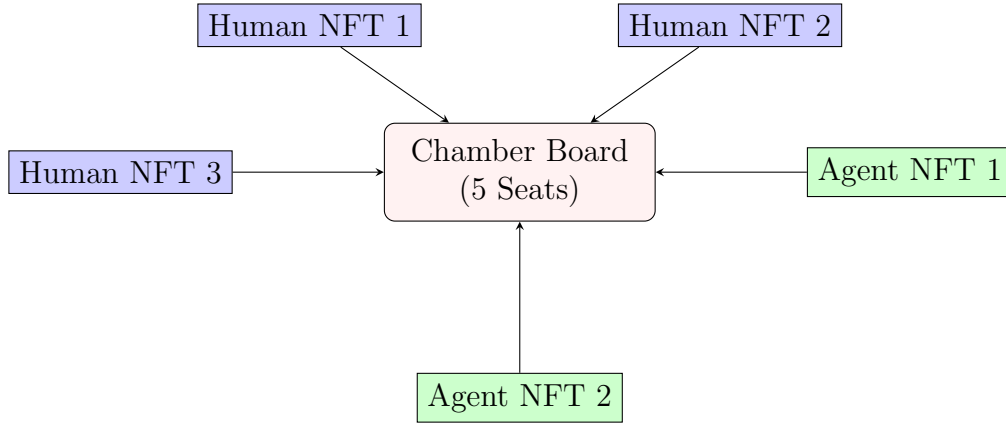 Human NFT 1
Human NFT 2
Chamber Board
(5 Seats)
Human NFT 3
Agent NFT 1
Agent NFT 2